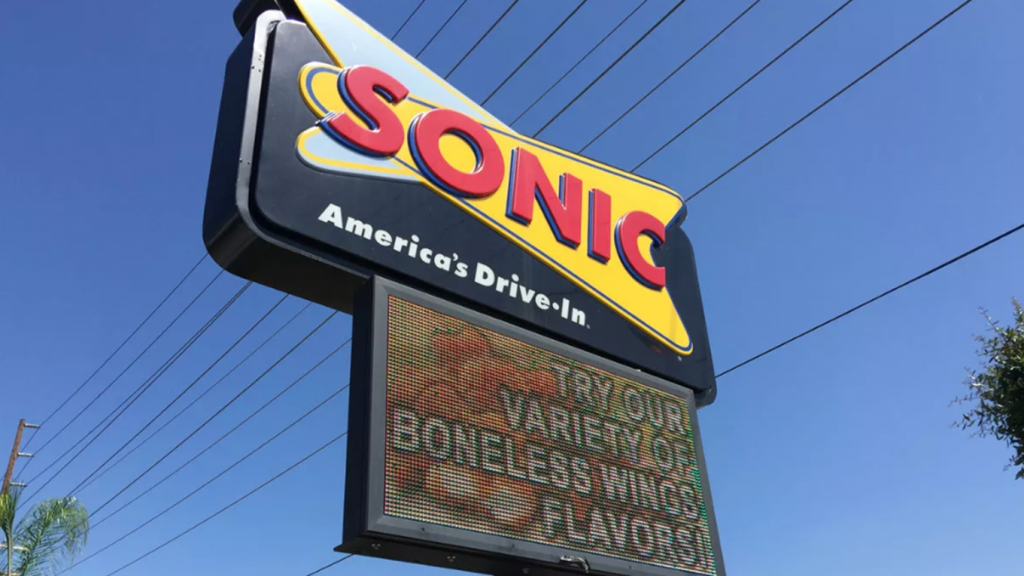 SONIC
America's Drive-In
TRY OUR
VARIETY OF
BONELESS WINGS
FLAVORS!